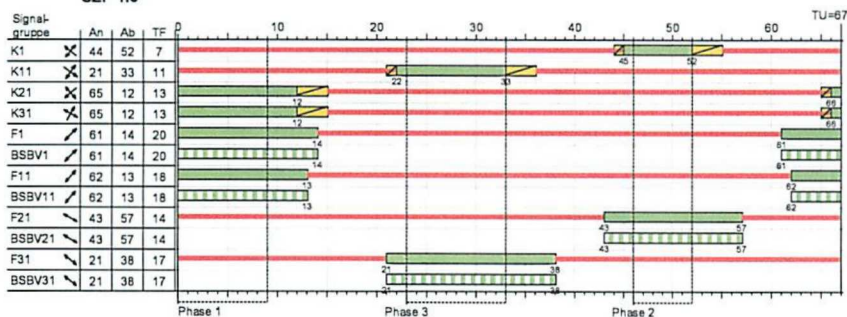 0 10 20 30 40 50 60 TU=67
Signal-
gruppe An Ab TF
K1 44 52 7
45 52
K11 21 33 11
22 33
K21 65 12 13
12 66
K31 65 12 13
12 66
F1 61 14 20
14 61
BSBV1 61 14 20
14 61
F11 62 13 18
13 62
BSBV11 62 13 18
13 62
F21 43 57 14
43 57
BSBV21 43 57 14
43 57
F31 21 38 17
21 38
BSBV31 21 38 17
21 38
Phase 1 Phase 3 Phase 2